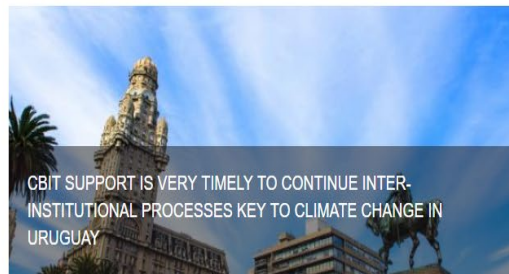 CBIT SUPPORT IS VERY TIMELY TO CONTINUE INTER-
INSTITUTIONAL PROCESSES KEY TO CLIMATE CHANGE IN
URUGUAY